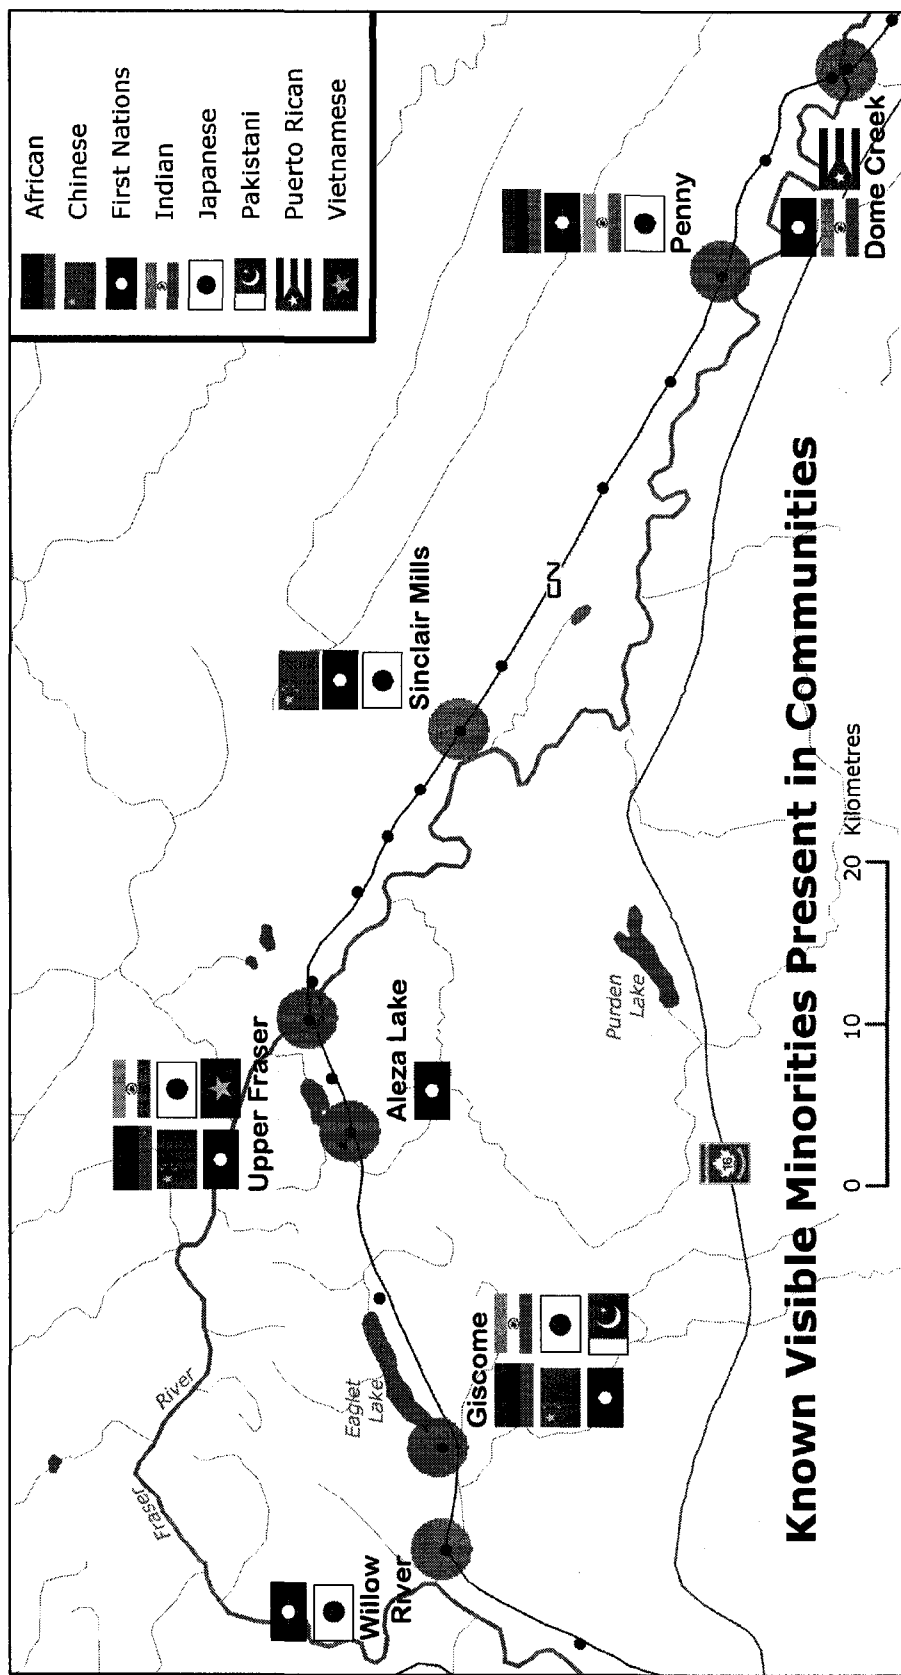 African
Chinese
First Nations
Indian
Japanese
Pakistani
Puerto Rican
Vietnamese
Penny
Dome Creek
Sinclair Mills
CN
Upper Fraser
Aleza Lake
Purden
Lake
16
Giscome
Eaglet
Lake
Fraser
River
Willow
River
Known Visible Minorities Present in Communities
0
10
20
Kilometres